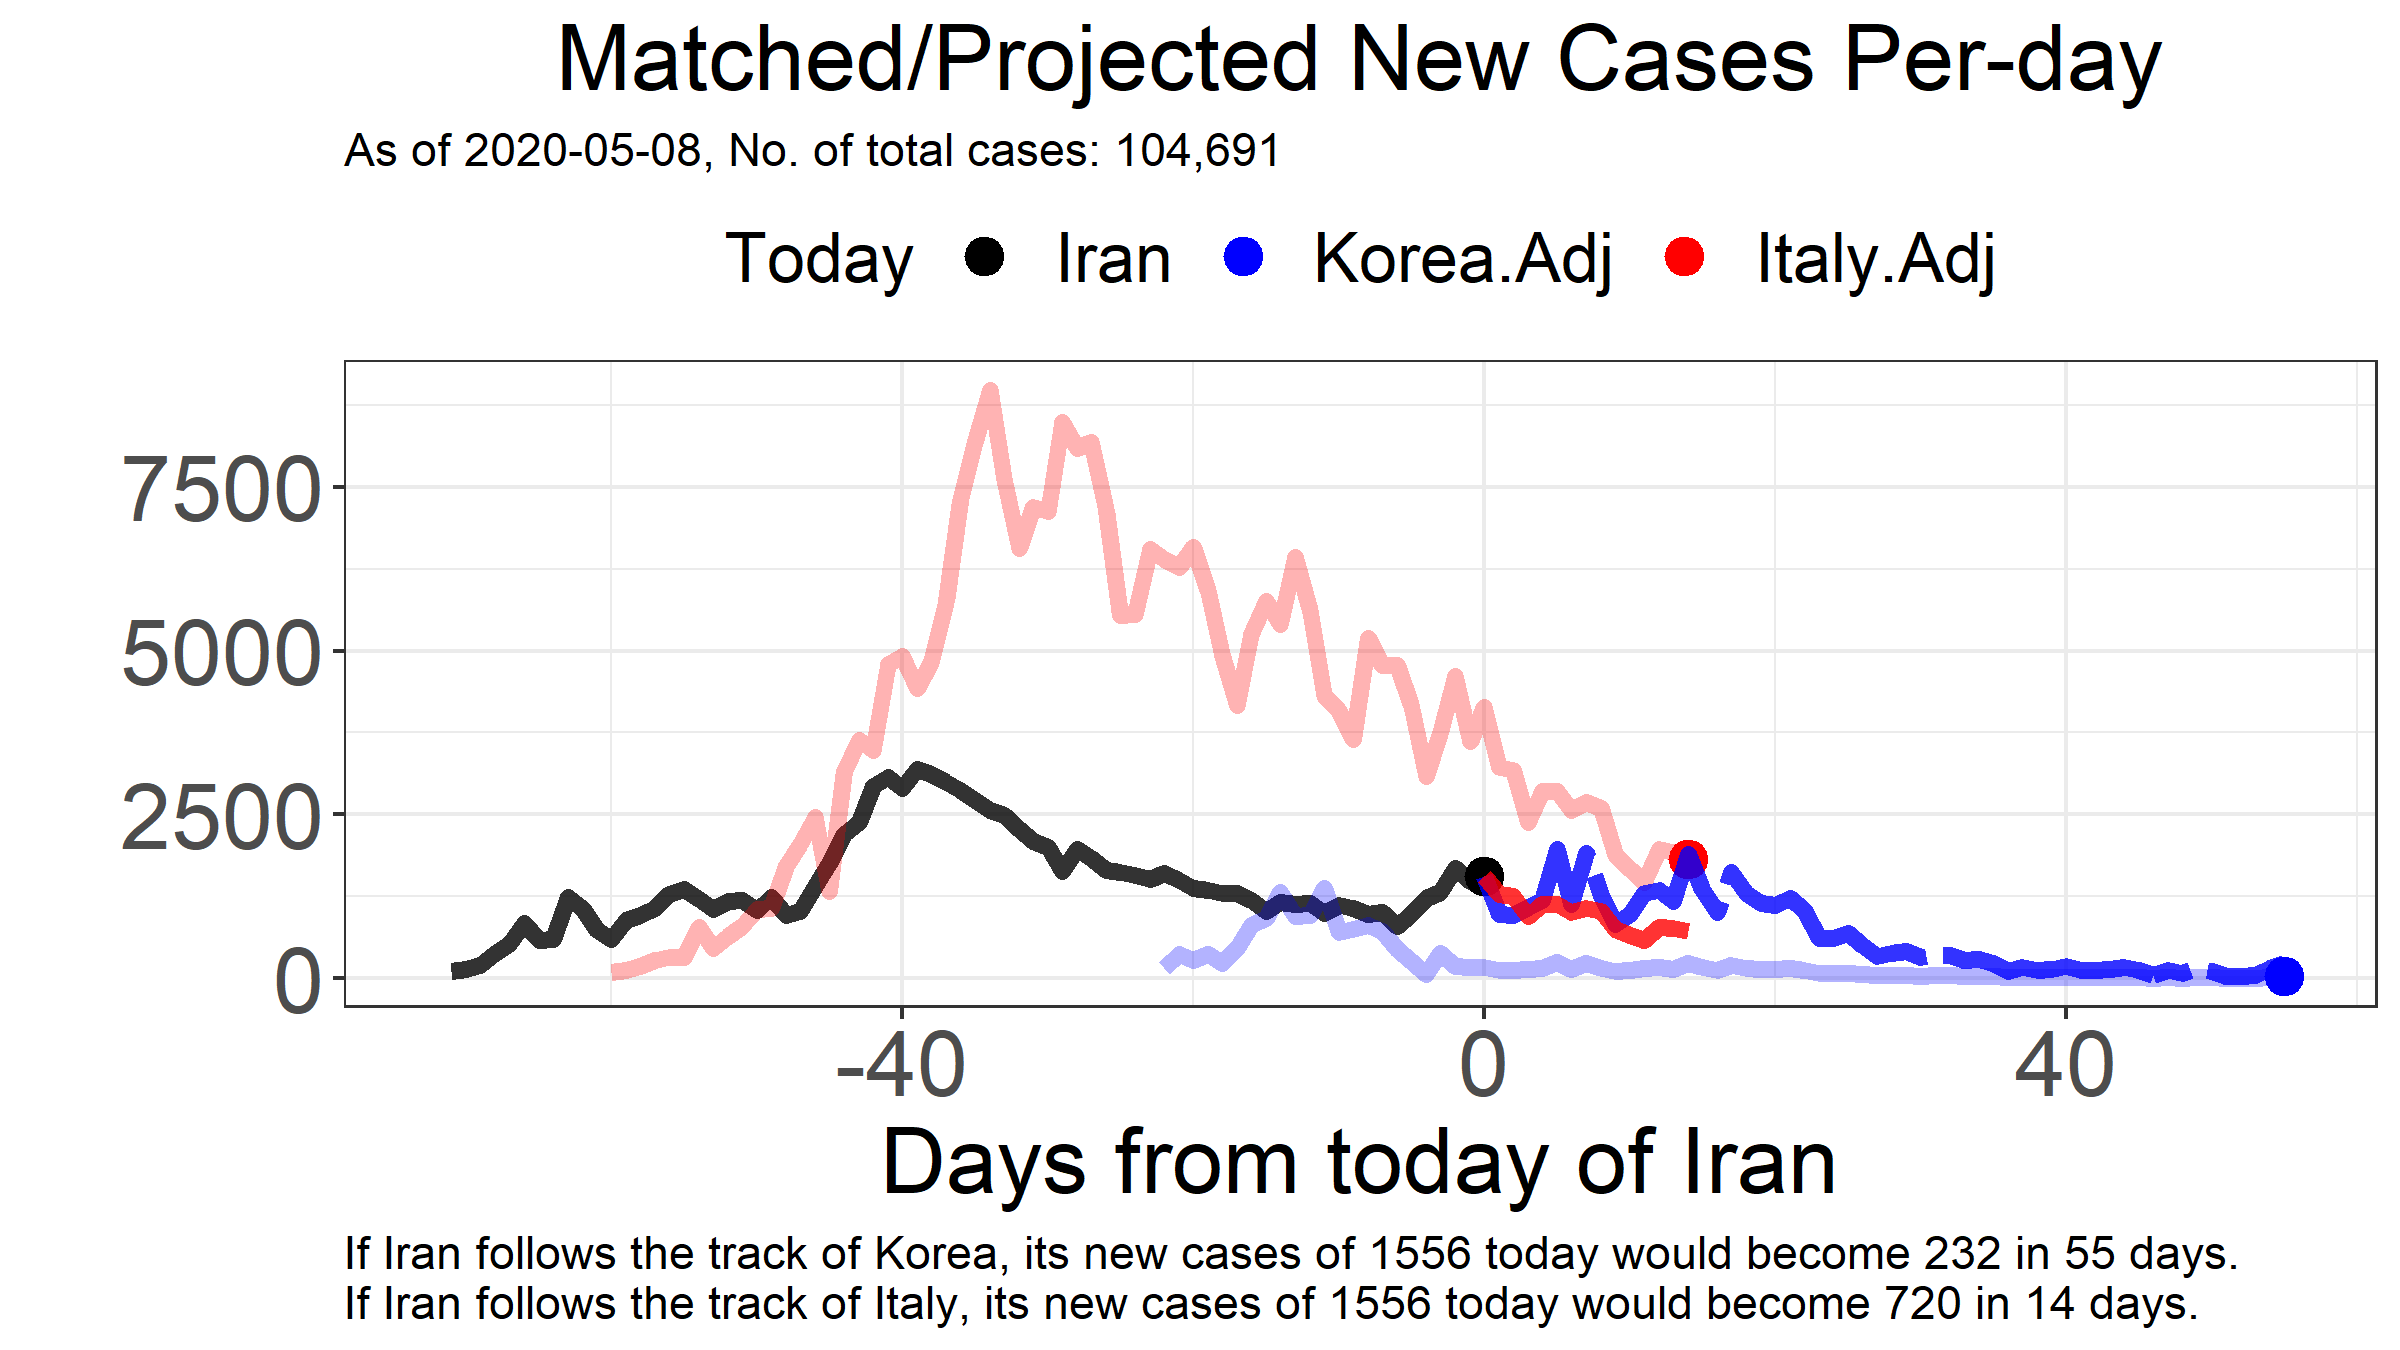 Matched/Projected New Cases Per-day
As of 2020-05-08, No. of total cases: 104,691
Today Iran Korea.Adj Italy.Adj
7500
5000
2500
0
-40 0 40
Days from today of Iran
If Iran follows the track of Korea, its new cases of 1556 today would become 232 in 55 days.
If Iran follows the track of Italy, its new cases of 1556 today would become 720 in 14 days.